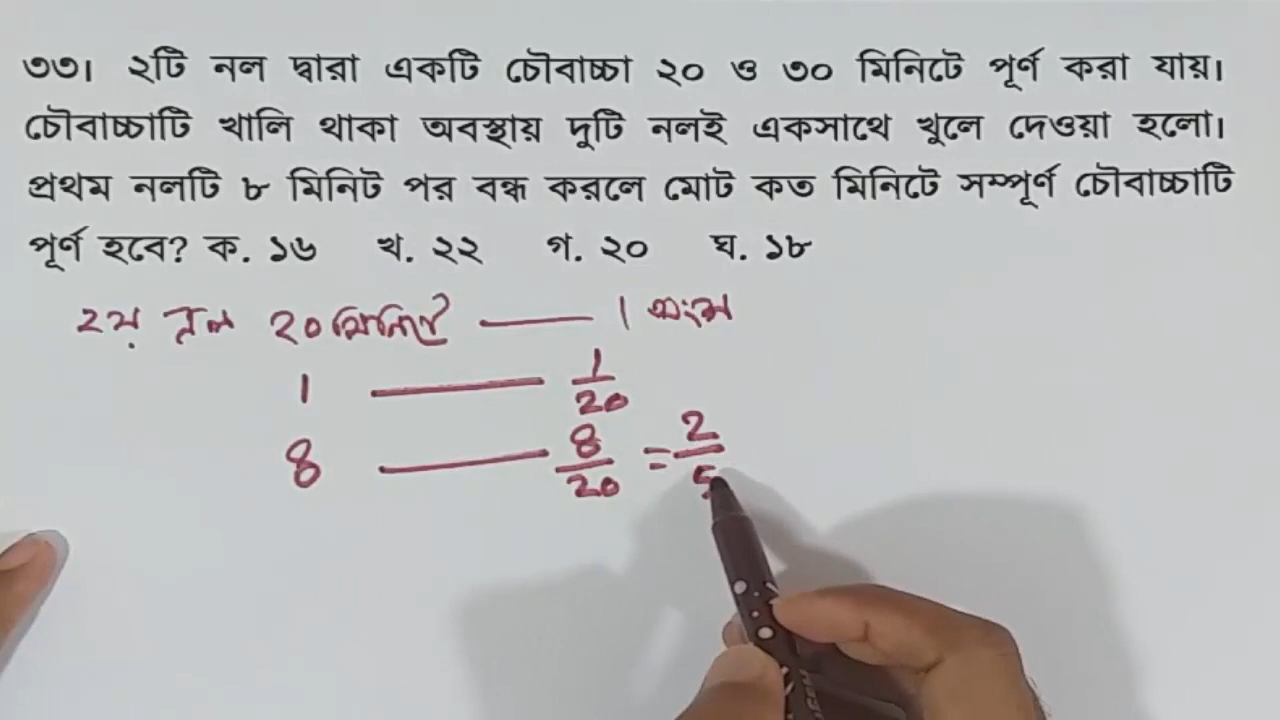 ৩৩। ২টি নল দ্বারা একটি চৌবাচ্চা ২০ ও ৩০ মিনিটে পূর্ণ করা যায়।
চৌবাচ্চাটি খালি থাকা অবস্থায় দুটি নলই একসাথে খুলে দেওয়া হলো।
প্রথম নলটি ৮ মিনিট পর বন্ধ করলে মোট কত মিনিটে সম্পূর্ণ চৌবাচ্চাটি
পূর্ণ হবে? ক. ১৬ খ. ২২ গ. ২০ ঘ. ১৮
২য় নল ২০ মিনিটে — 1 অংশ
1 — 1/20
8 — 8/20 = 2/5